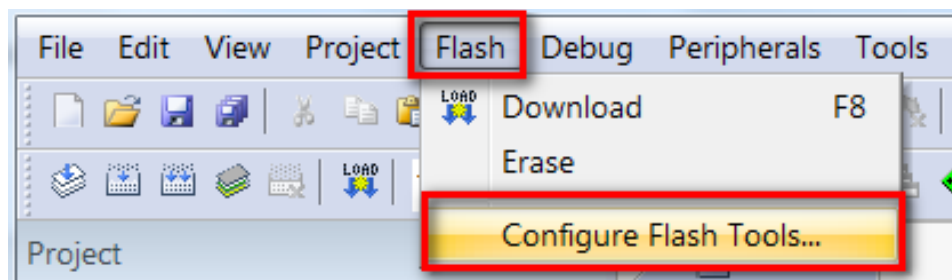 File Edit View Project Flash Debug Peripherals Tools
LOAD Download F8
Erase
LOAD
Configure Flash Tools...
Project